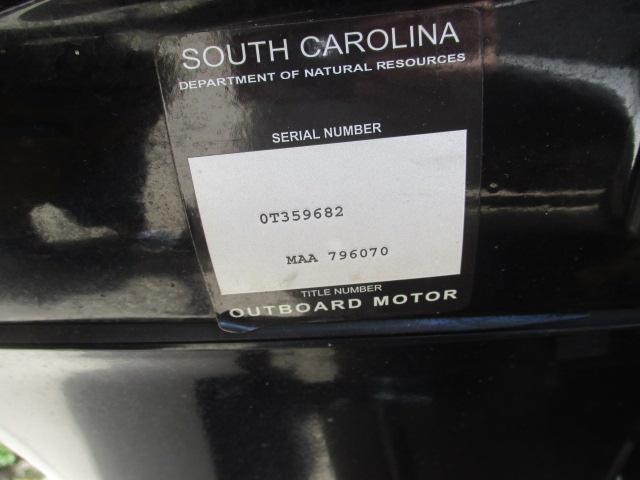 SOUTH CAROLINA
DEPARTMENT OF NATURAL RESOURCES
SERIAL NUMBER
0T359682
MAA 796070
TITLE NUMBER
OUTBOARD MOTOR